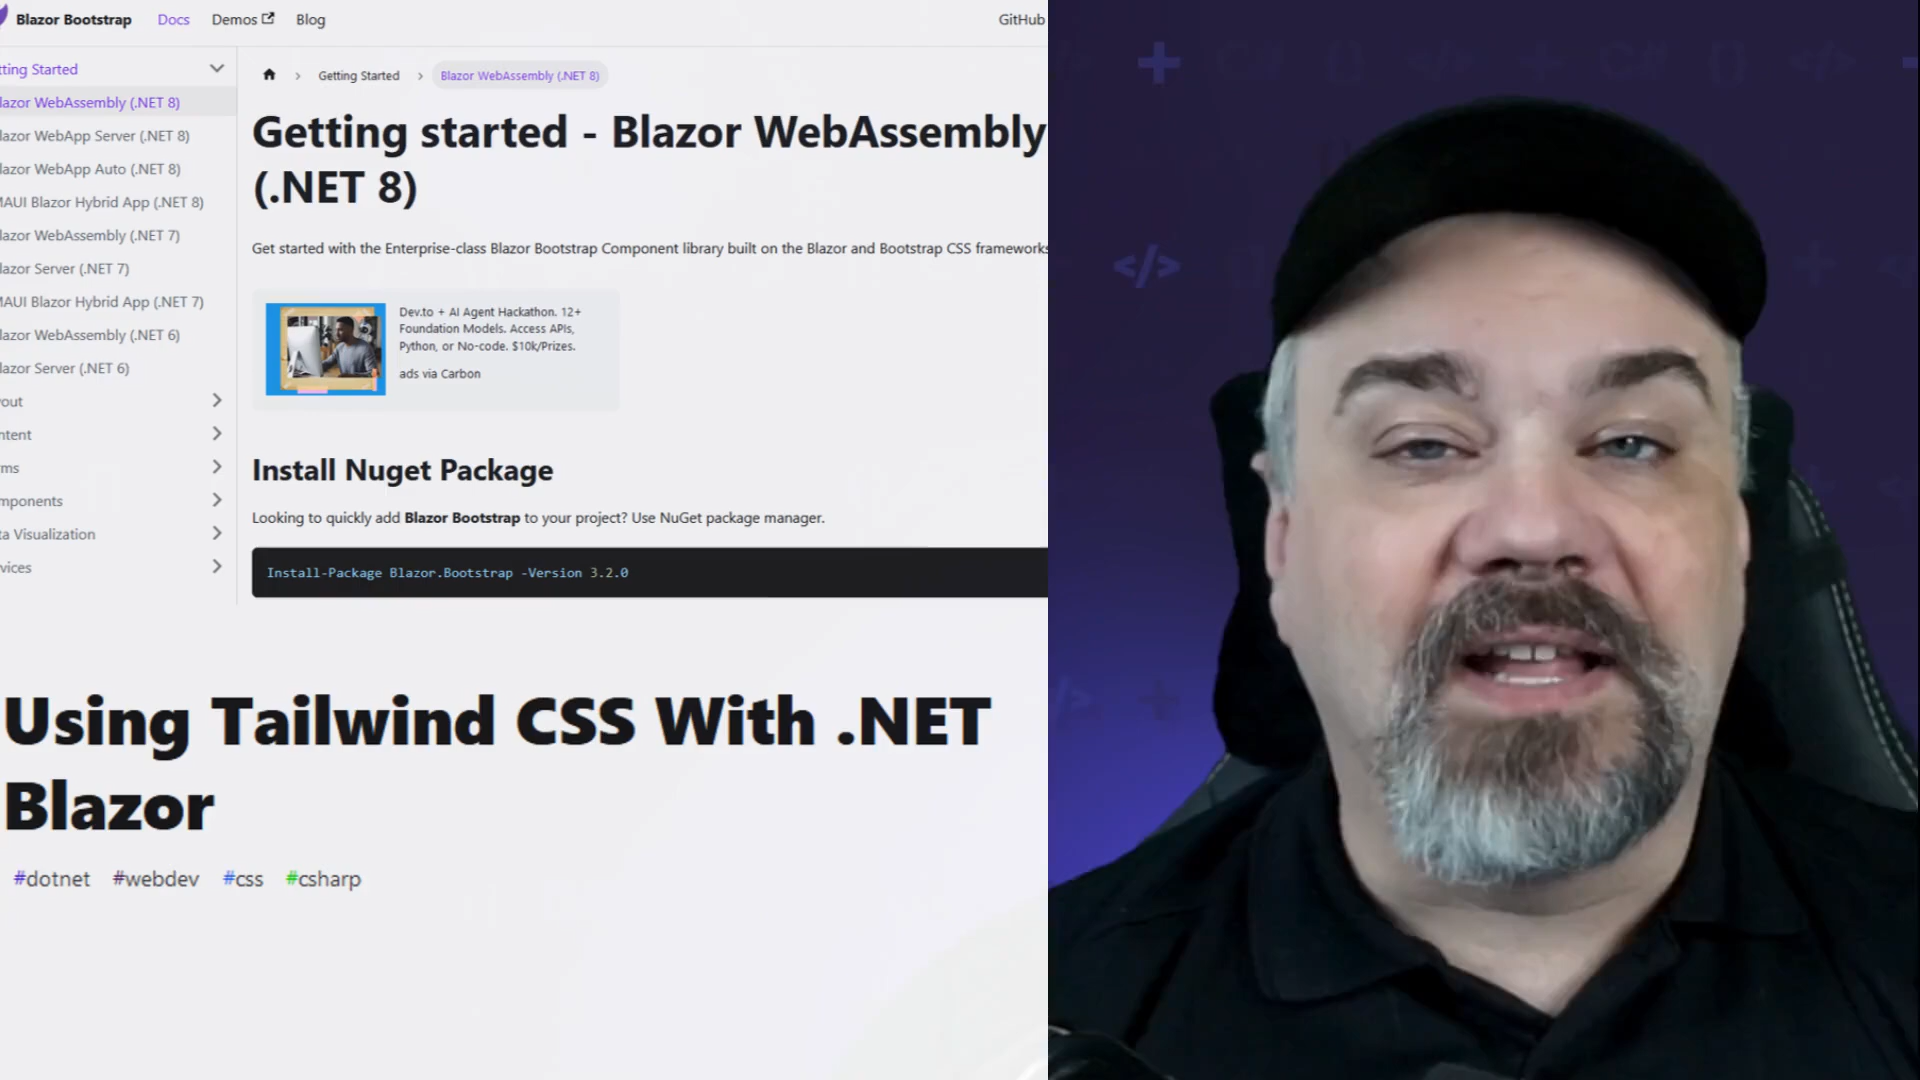 Blazor Bootstrap Docs Demos Blog GitHub
tting Started
lazor WebAssembly (.NET 8)
lazor WebApp Server (.NET 8)
lazor WebApp Auto (.NET 8)
MAUI Blazor Hybrid App (.NET 8)
lazor WebAssembly (.NET 7)
lazor Server (.NET 7)
MAUI Blazor Hybrid App (.NET 7)
lazor WebAssembly (.NET 6)
lazor Server (.NET 6)
yout
ntent
rms
mponents
ta Visualization
vices
Getting Started Blazor WebAssembly (.NET 8)
Getting started - Blazor WebAssembly
(.NET 8)
Get started with the Enterprise-class Blazor Bootstrap Component library built on the Blazor and Bootstrap CSS frameworks
Dev.to + AI Agent Hackathon. 12+
Foundation Models. Access APIs,
Python, or No-code. $10k/Prizes.
ads via Carbon
Install Nuget Package
Looking to quickly add Blazor Bootstrap to your project? Use NuGet package manager.
Install-Package Blazor.Bootstrap -Version 3.2.0
Using Tailwind CSS With .NET
Blazor
#dotnet #webdev #css #csharp